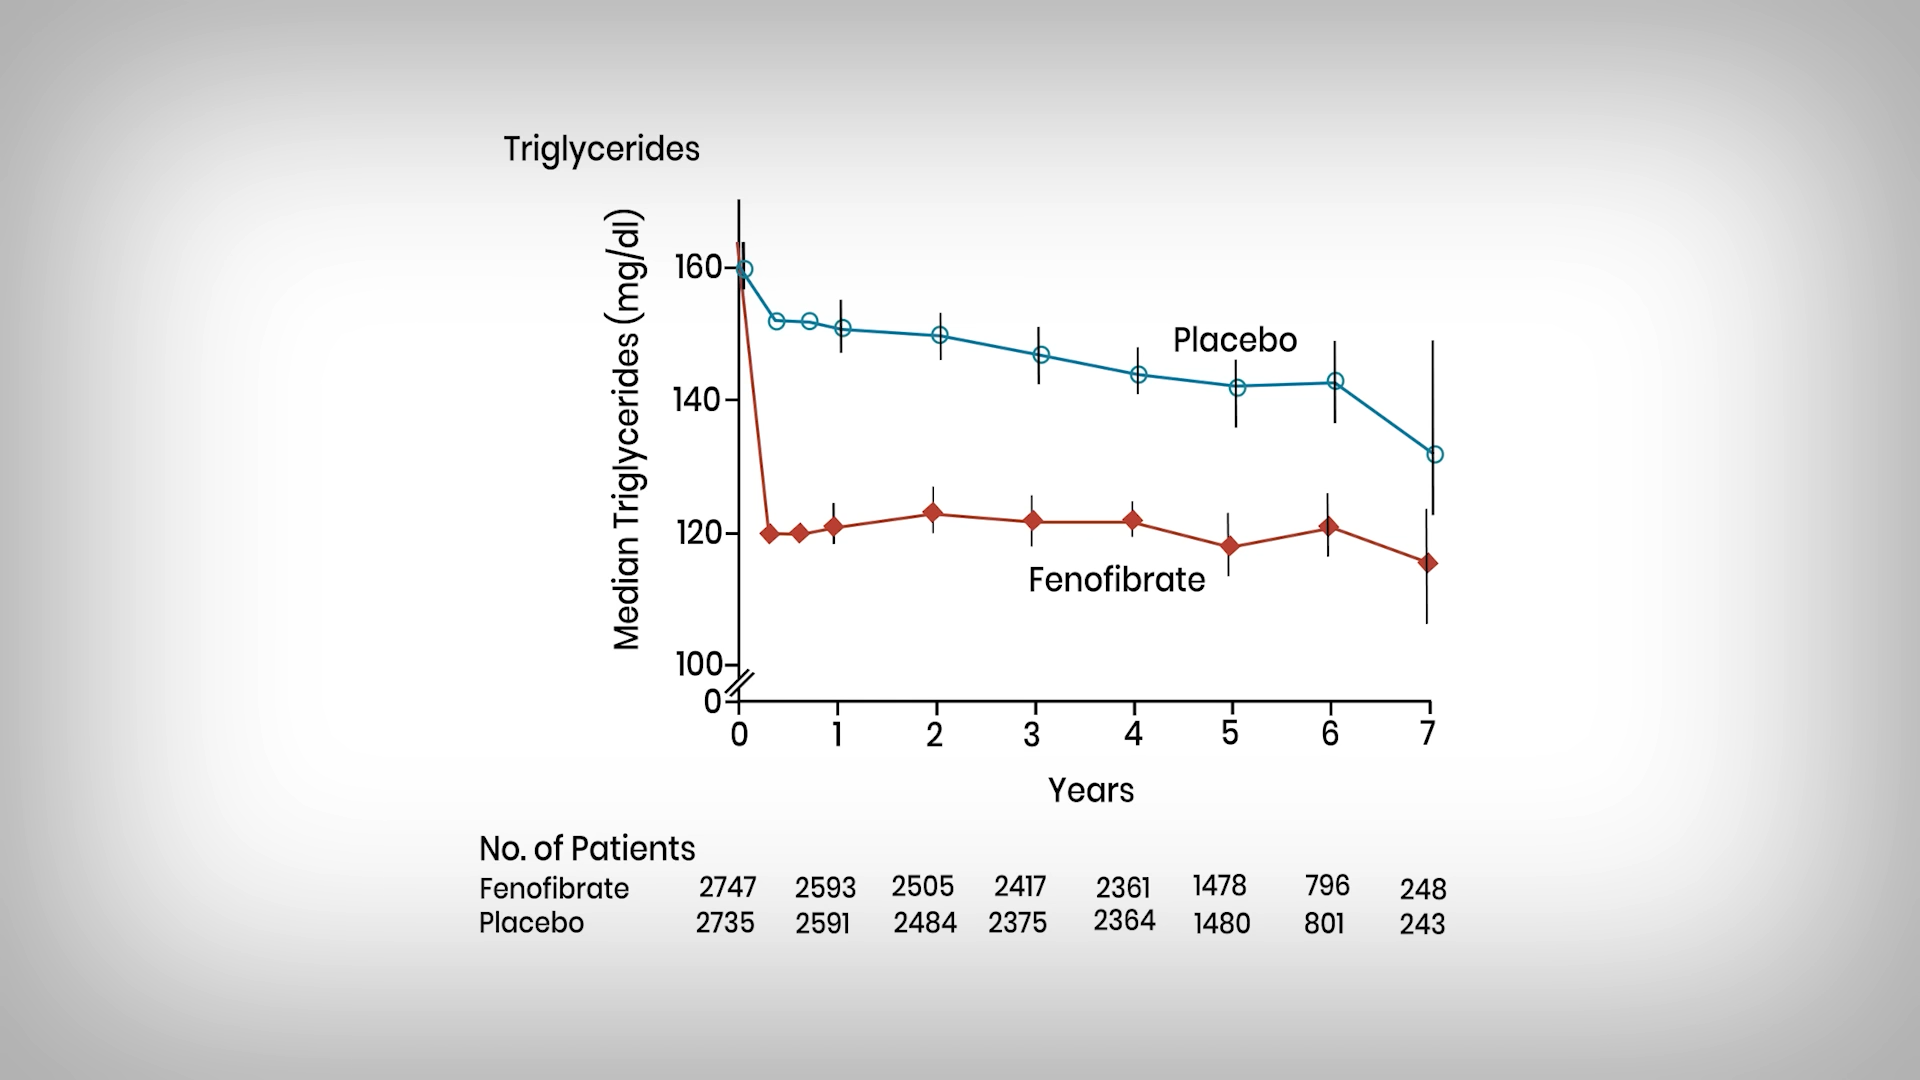 Triglycerides
Median Triglycerides (mg/dl)
160
140
120
100
0
Placebo
Fenofibrate
0 1 2 3 4 5 6 7
Years
No. of Patients
Fenofibrate 2747 2593 2505 2417 2361 1478 796 248
Placebo 2735 2591 2484 2375 2364 1480 801 243